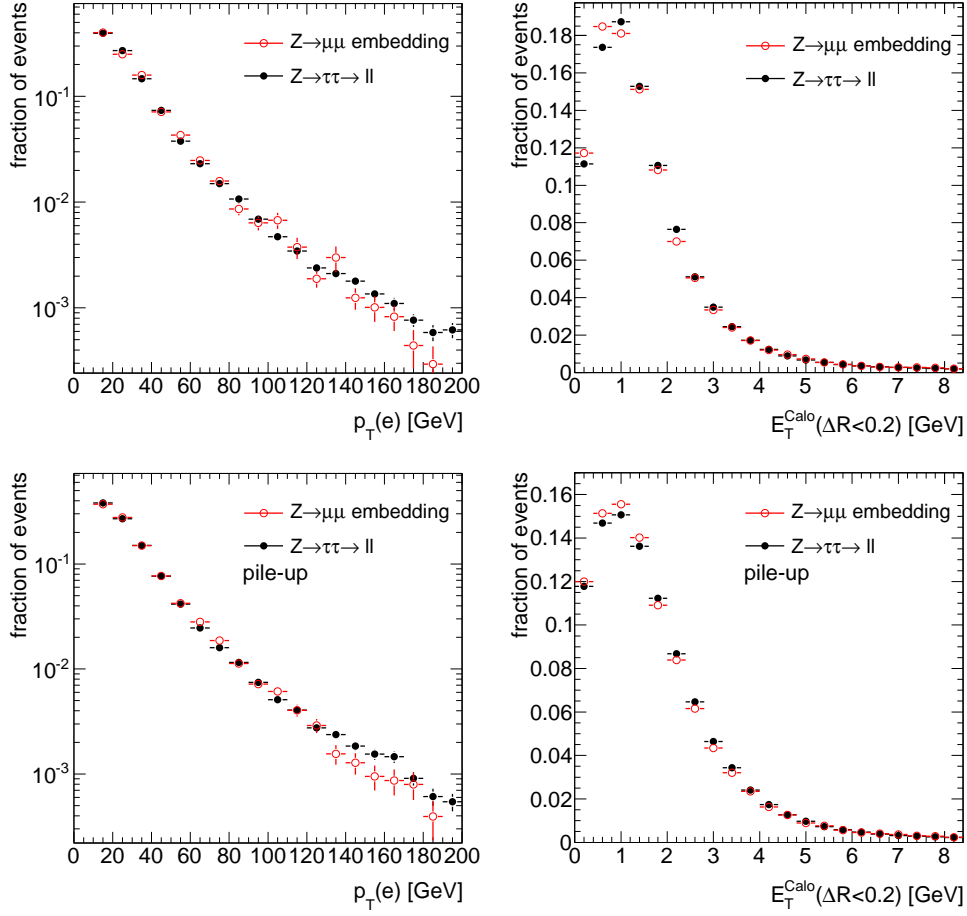 fraction of events
10⁻¹
10⁻²
10⁻³
Z→μμ embedding
Z→ττ→ ll
0 20 40 60 80 100 120 140 160 180 200
p_T(e) [GeV]
fraction of events
0.18
0.16
0.14
0.12
0.1
0.08
0.06
0.04
0.02
0
Z→μμ embedding
Z→ττ→ ll
0 1 2 3 4 5 6 7 8
E_T^Calo(ΔR<0.2) [GeV]
fraction of events
10⁻¹
10⁻²
10⁻³
Z→μμ embedding
Z→ττ→ ll
pile-up
0 20 40 60 80 100 120 140 160 180 200
p_T(e) [GeV]
fraction of events
0.16
0.14
0.12
0.1
0.08
0.06
0.04
0.02
0
Z→μμ embedding
Z→ττ→ ll
pile-up
0 1 2 3 4 5 6 7 8
E_T^Calo(ΔR<0.2) [GeV]